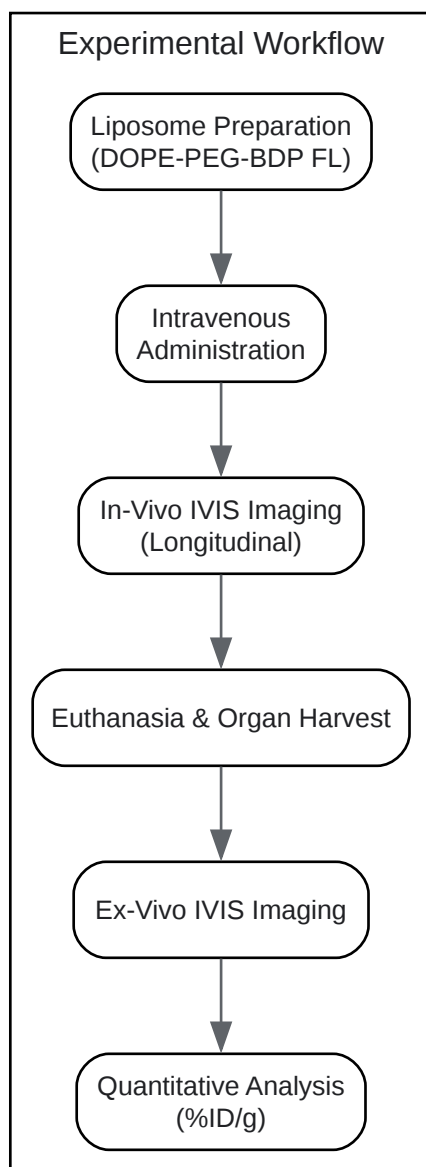 Experimental Workflow
Liposome Preparation
(DOPE-PEG-BDP FL)
Intravenous
Administration
In-Vivo IVIS Imaging
(Longitudinal)
Euthanasia & Organ Harvest
Ex-Vivo IVIS Imaging
Quantitative Analysis
(%ID/g)